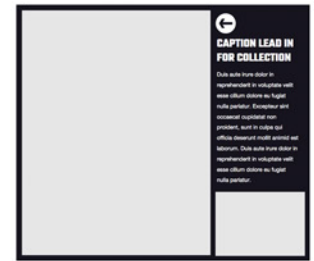 CAPTION LEAD IN
FOR COLLECTION
Duis aute irure dolor in
reprehenderit in voluptate velit
esse cillum dolore eu fugiat
nulla pariatur. Excepteur sint
occaecat cupidatat non
proident, sunt in culpa qui
officia deserunt mollit animid est
laborum. Duis aute irure dolor in
reprehenderit in voluptate velit
esse cillum dolore eu fugiat
nulla pariatur.